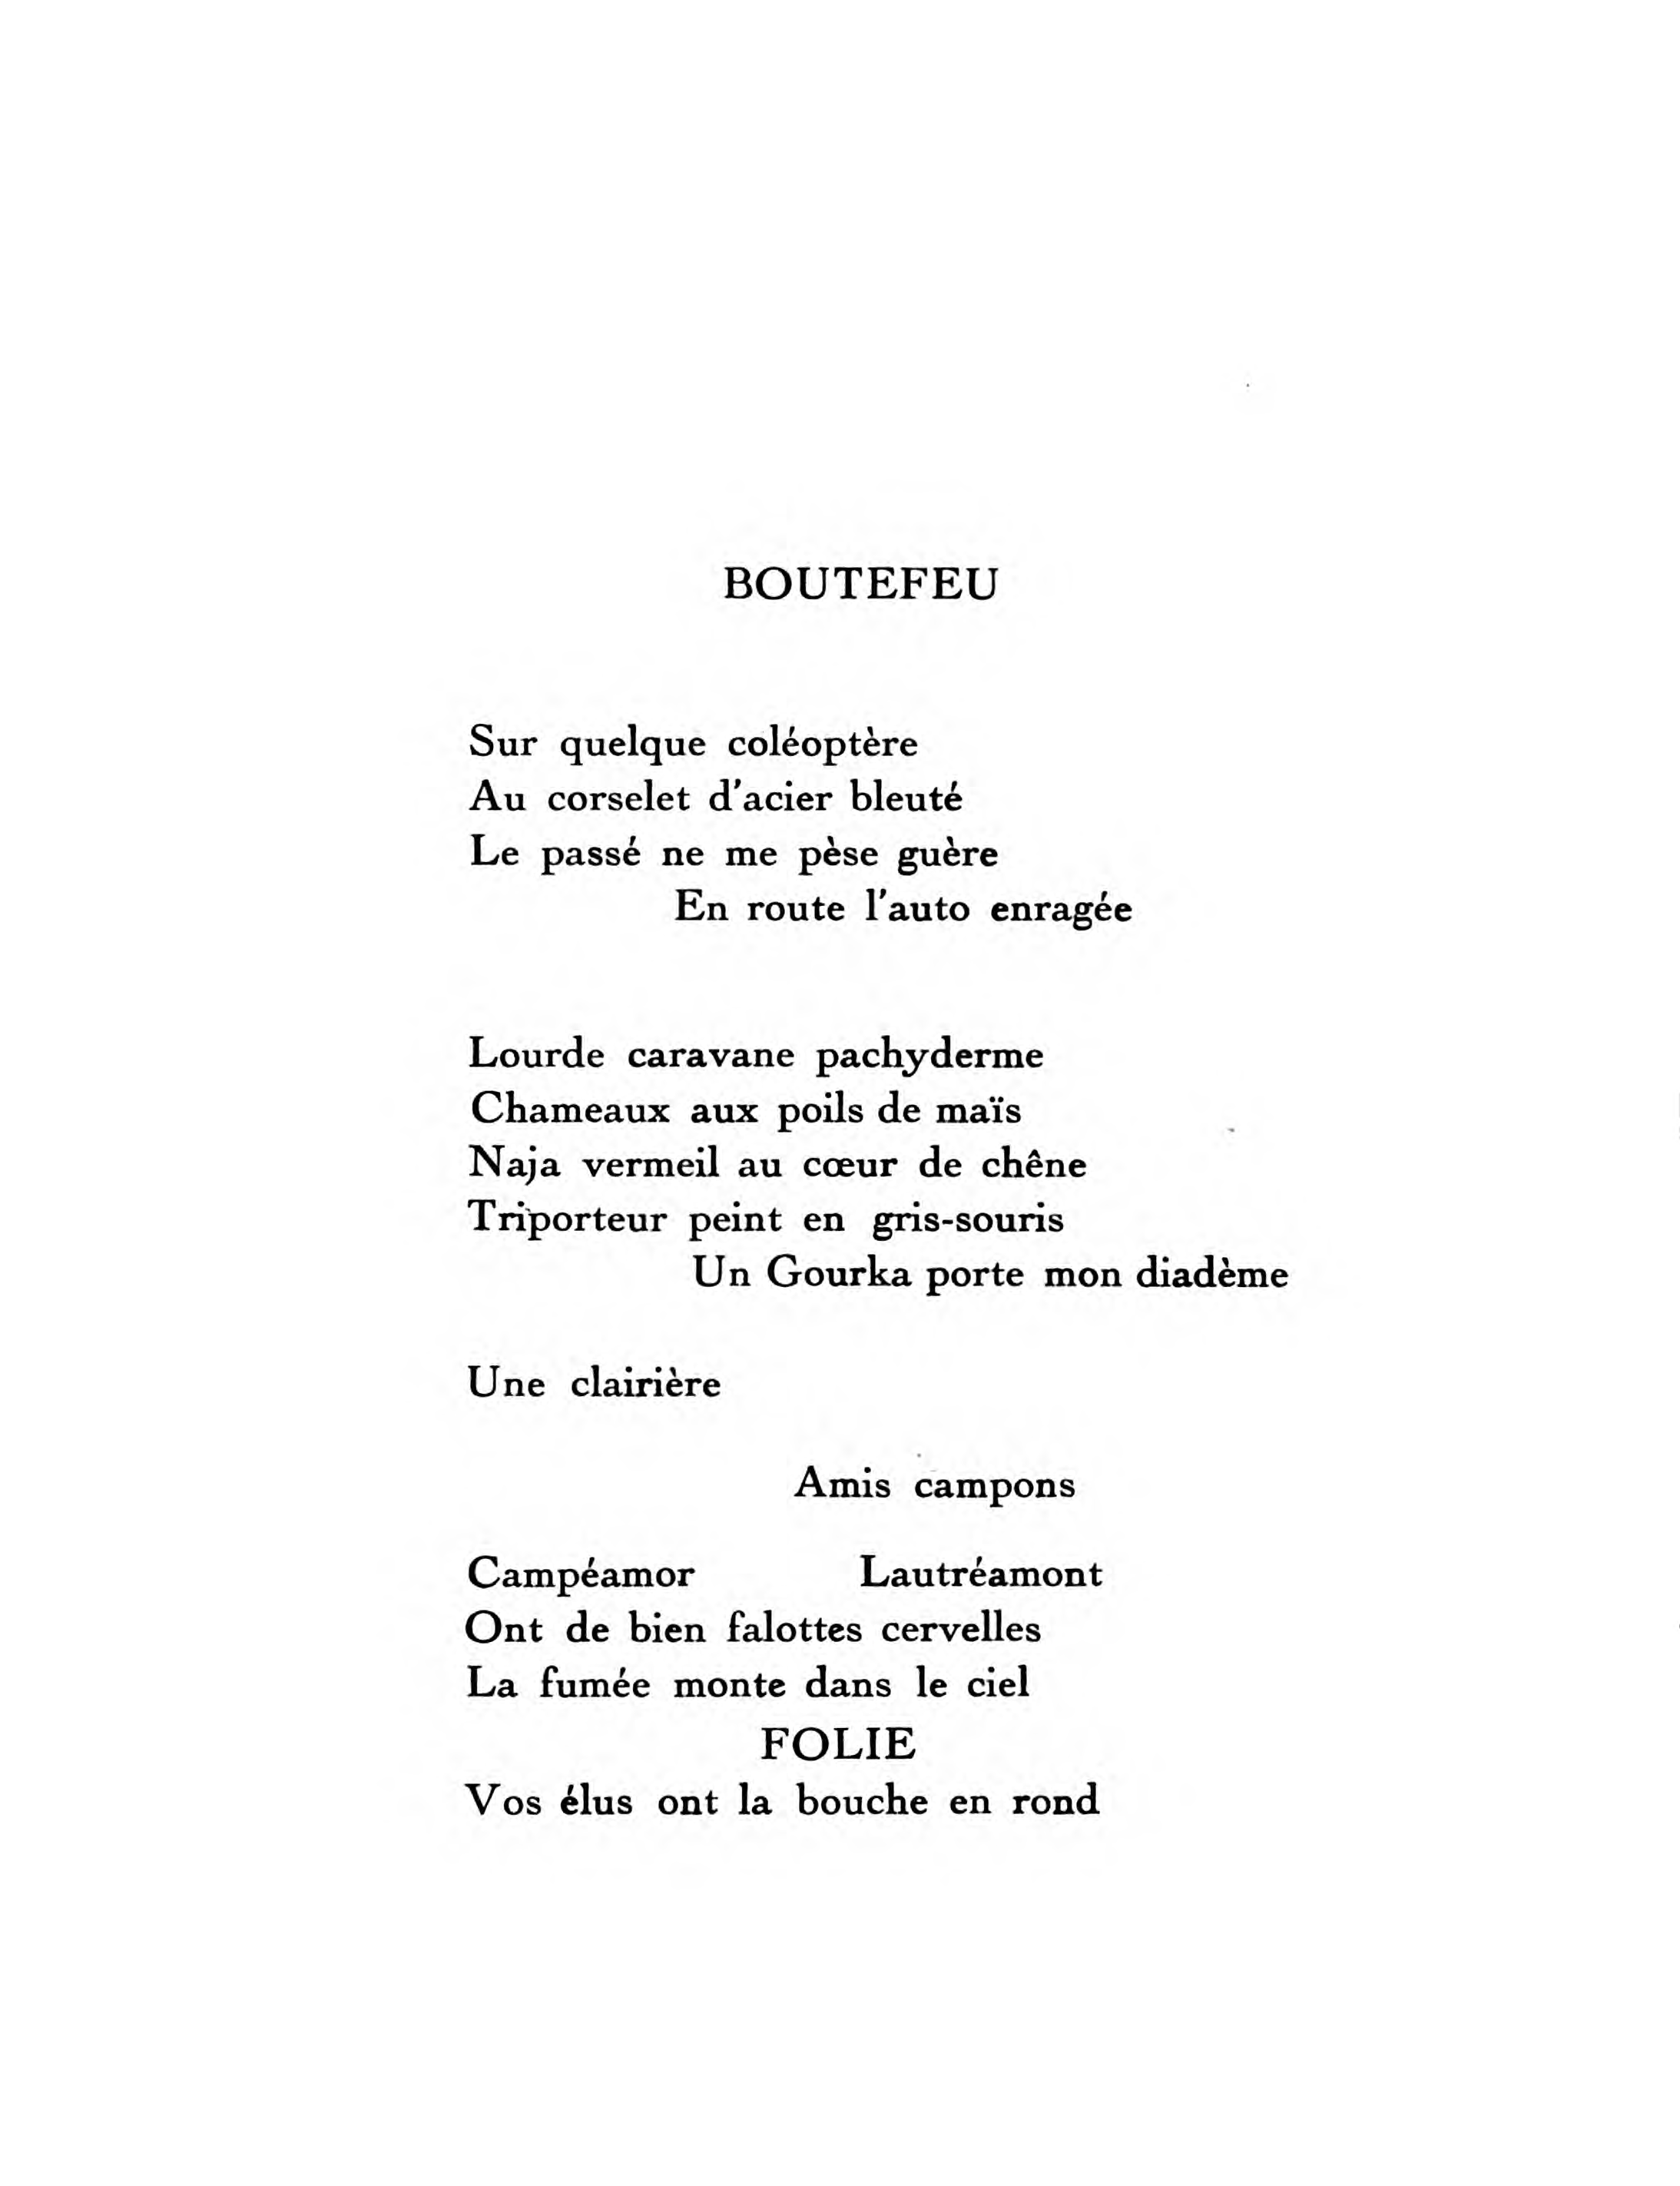 BOUTEFEU
Sur quelque coléoptère
Au corselet d'acier bleuté
Le passé ne me pèse guère
En route l'auto enragée
Lourde caravane pachyderme
Chameaux aux poils de maïs
Naja vermeil au cœur de chêne
Triporteur peint en gris-souris
Un Gourka porte mon diadème
Une clairière
Amis campons
Campéamor Lautréamont
Ont de bien falottes cervelles
La fumée monte dans le ciel
FOLIE
Vos élus ont la bouche en rond